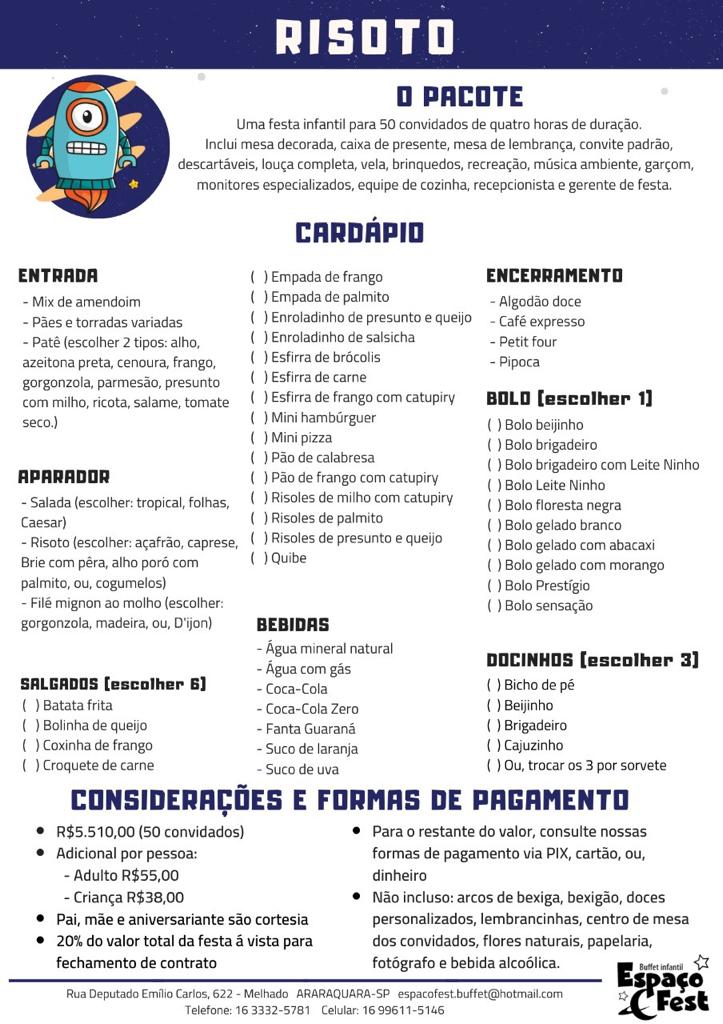 RISOTO
O PACOTE
Uma festa infantil para 50 convidados de quatro horas de duração.
Inclui mesa decorada, caixa de presente, mesa de lembrança, convite padrão,
descartáveis, louça completa, vela, brinquedos, recreação, música ambiente, garçom,
monitores especializados, equipe de cozinha, recepcionista e gerente de festa.
CARDÁPIO
ENTRADA
- Mix de amendoim
- Pães e torradas variadas
- Patê (escolher 2 tipos: alho,
azeitona preta, cenoura, frango,
gorgonzola, parmesão, presunto
com milho, ricota, salame, tomate
seco.)
APARADOR
- Salada (escolher: tropical, folhas,
Caesar)
- Risoto (escolher: açafrão, caprese,
Brie com pêra, alho poró com
palmito, ou, cogumelos)
- Filé mignon ao molho (escolher:
gorgonzola, madeira, ou, D'ijon)
SALGADOS [escolher 6]
( ) Batata frita
( ) Bolinha de queijo
( ) Coxinha de frango
( ) Croquete de carne
( ) Empada de frango
( ) Empada de palmito
( ) Enroladinho de presunto e queijo
( ) Enroladinho de salsicha
( ) Esfirra de brócolis
( ) Esfirra de carne
( ) Esfirra de frango com catupiry
( ) Mini hambúrguer
( ) Mini pizza
( ) Pão de calabresa
( ) Pão de frango com catupiry
( ) Risoles de milho com catupiry
( ) Risoles de palmito
( ) Risoles de presunto e queijo
( ) Quibe
BEBIDAS
- Água mineral natural
- Água com gás
- Coca-Cola
- Coca-Cola Zero
- Fanta Guaraná
- Suco de laranja
- Suco de uva
ENCERRAMENTO
- Algodão doce
- Café expresso
- Petit four
- Pipoca
BOLO [escolher 1]
( ) Bolo beijinho
( ) Bolo brigadeiro
( ) Bolo brigadeiro com Leite Ninho
( ) Bolo Leite Ninho
( ) Bolo floresta negra
( ) Bolo gelado branco
( ) Bolo gelado com abacaxi
( ) Bolo gelado com morango
( ) Bolo Prestígio
( ) Bolo sensação
DOCINHOS [escolher 3]
( ) Bicho de pé
( ) Beijinho
( ) Brigadeiro
( ) Cajuzinho
( ) Ou, trocar os 3 por sorvete
CONSIDERAÇÕES E FORMAS DE PAGAMENTO
• R$5.510,00 (50 convidados)
• Adicional por pessoa:
- Adulto R$55,00
- Criança R$38,00
• Pai, mãe e aniversariante são cortesia
• 20% do valor total da festa á vista para
fechamento de contrato
• Para o restante do valor, consulte nossas
formas de pagamento via PIX, cartão, ou,
dinheiro
• Não incluso: arcos de bexiga, bexigão, doces
personalizados, lembrancinhas, centro de mesa
dos convidados, flores naturais, papelaria,
fotógrafo e bebida alcoólica.
Rua Deputado Emílio Carlos, 622 - Melhado ARARAQUARA-SP espacofest.buffet@hotmail.com
Telefone: 16 3332-5781 Celular: 16 99611-5146
Buffet infantil
Espaço
Fest